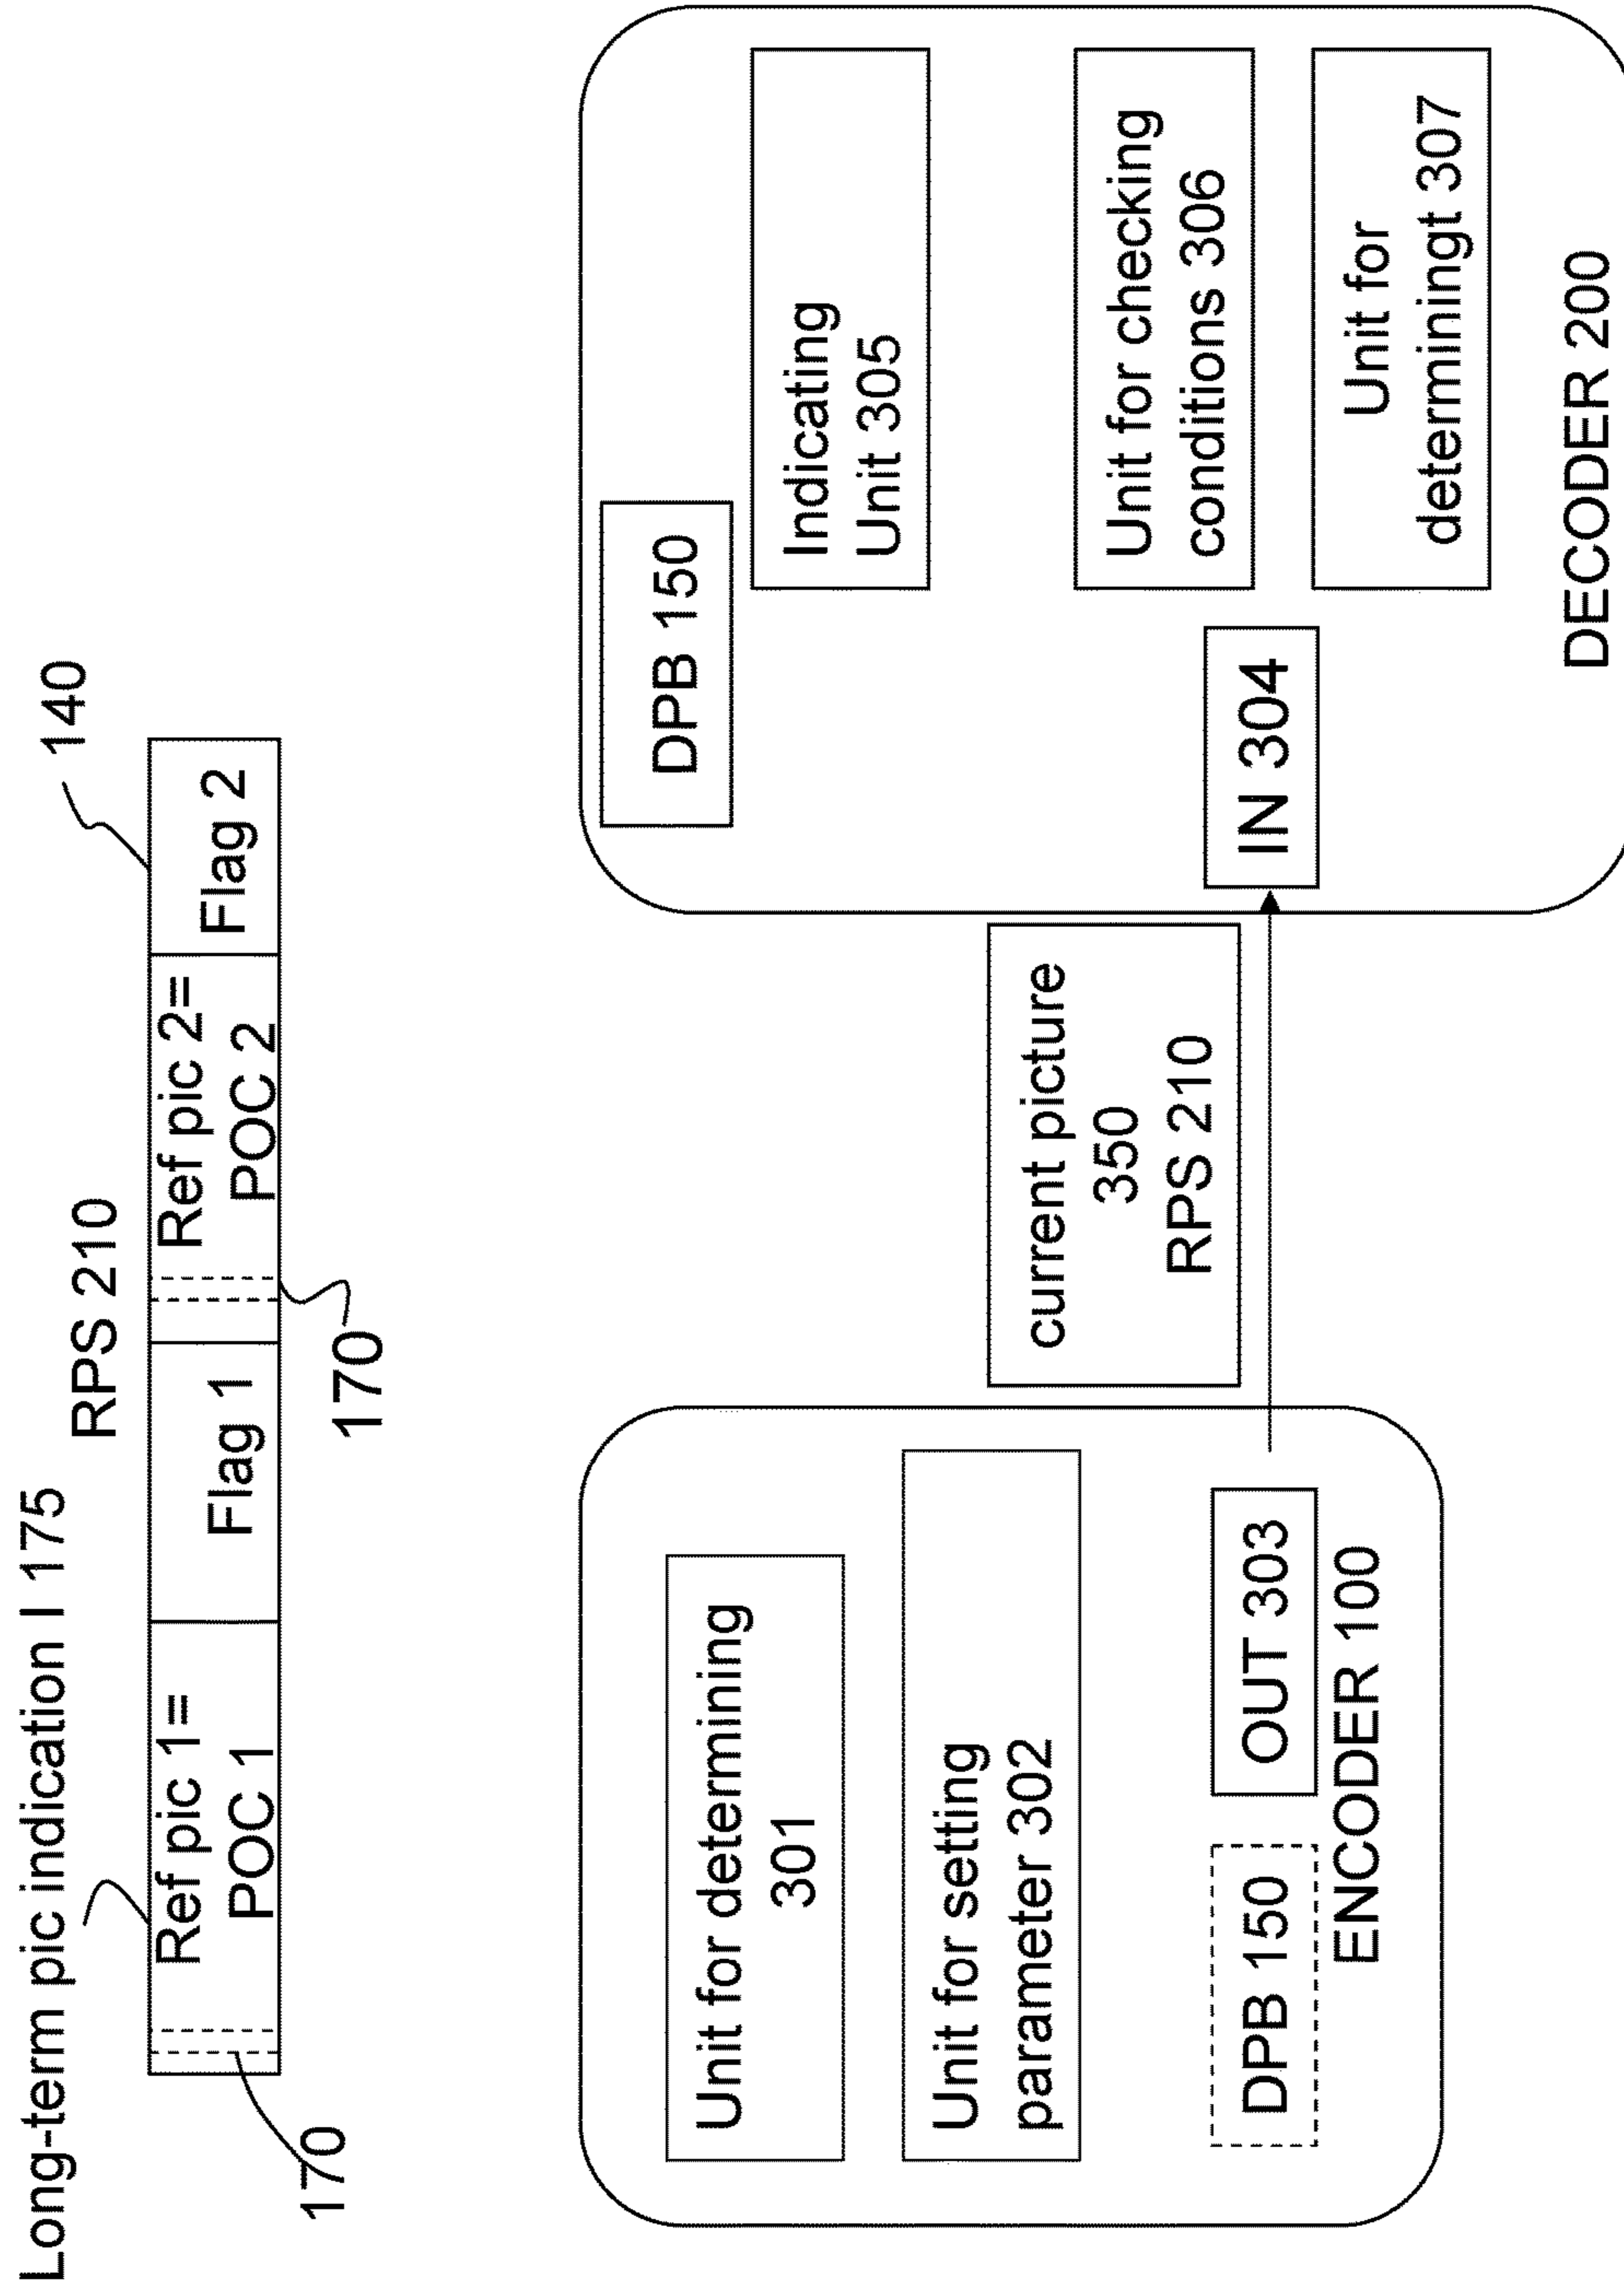 Long-term pic indication I 175
RPS 210
140
Ref pic 1=
POC 1
Flag 1
Ref pic 2=
POC 2
Flag 2
170
170
Unit for determining
301
Unit for setting
parameter 302
DPB 150
OUT 303
ENCODER 100
current picture
350
RPS 210
DPB 150
Indicating
Unit 305
Unit for checking
conditions 306
IN 304
Unit for
determiningt 307
DECODER 200